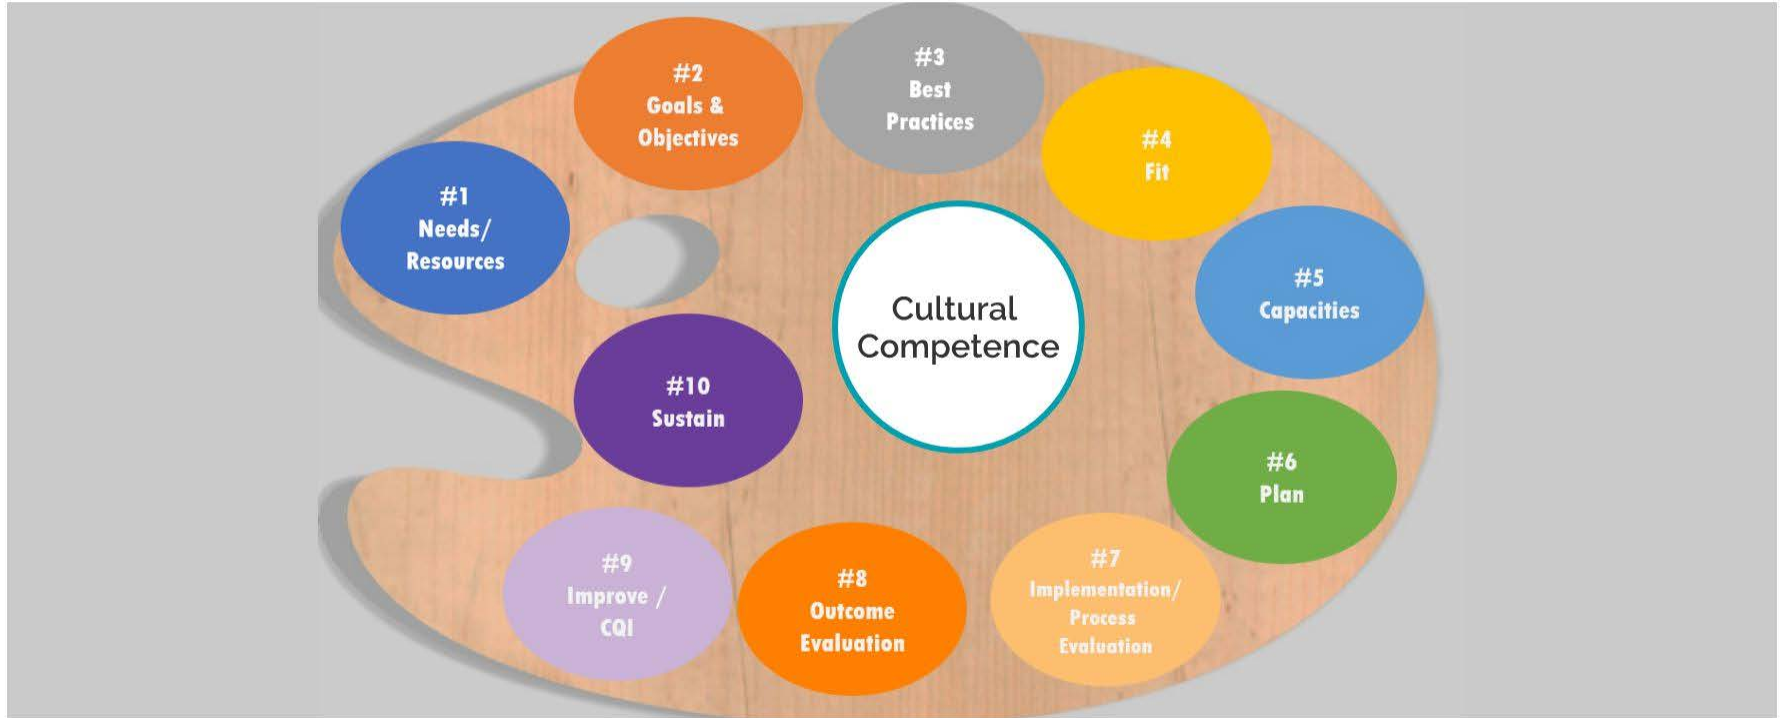 #1
Needs/
Resources
#2
Goals &
Objectives
#3
Best
Practices
#4
Fit
#5
Capacities
#6
Plan
#7
Implementation/
Process
Evaluation
#8
Outcome
Evaluation
#9
Improve /
CQI
#10
Sustain
Cultural
Competence